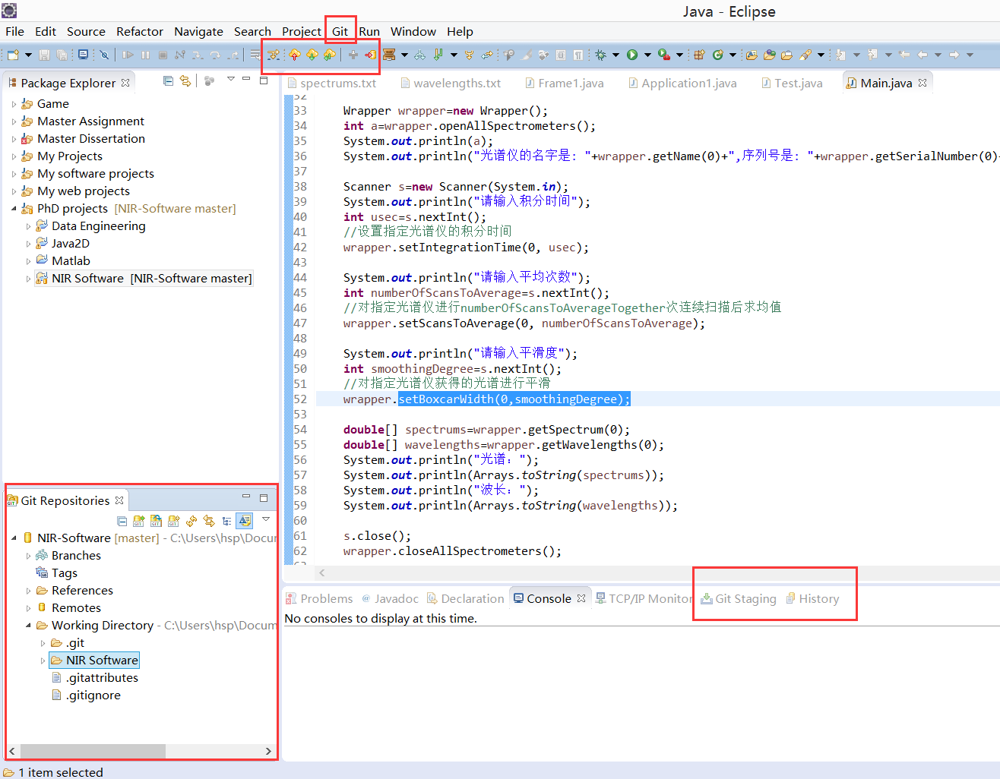 Java - Eclipse
File Edit Source Refactor Navigate Search Project Git Run Window Help
Package Explorer
Game
Master Assignment
Master Dissertation
My Projects
My software projects
My web projects
PhD projects [NIR-Software master]
Data Engineering
Java2D
Matlab
NIR Software [NIR-Software master]
spectrums.txt wavelengths.txt Frame1.java Application1.java Test.java Main.java
32
33 Wrapper wrapper=new Wrapper();
34 int a=wrapper.openAllSpectrometers();
35 System.out.println(a);
36 System.out.println("光谱仪的名字是: "+wrapper.getName(0)+",序列号是: "+wrapper.getSerialNumber(0)+
37
38 Scanner s=new Scanner(System.in);
39 System.out.println("请输入积分时间");
40 int usec=s.nextInt();
41 //设置指定光谱仪的积分时间
42 wrapper.setIntegrationTime(0, usec);
43
44 System.out.println("请输入平均次数");
45 int numberOfScansToAverage=s.nextInt();
46 //对指定光谱仪进行numberOfScansToAverageTogether次连续扫描后求均值
47 wrapper.setScansToAverage(0, numberOfScansToAverage);
48
49 System.out.println("请输入平滑度");
50 int smoothingDegree=s.nextInt();
51 //对指定光谱仪获得的光谱进行平滑
52 wrapper.setBoxcarWidth(0,smoothingDegree);
53
54 double[] spectrums=wrapper.getSpectrum(0);
55 double[] wavelengths=wrapper.getWavelengths(0);
56 System.out.println("光谱：");
57 System.out.println(Arrays.toString(spectrums));
58 System.out.println("波长：");
59 System.out.println(Arrays.toString(wavelengths));
60
61 s.close();
62 wrapper.closeAllSpectrometers();
Git Repositories
NIR-Software [master] - C:\Users\hsp\Docur
Branches
Tags
References
Remotes
Working Directory - C:\Users\hsp\Docum
.git
NIR Software
.gitattributes
.gitignore
Problems @ Javadoc Declaration Console TCP/IP Monitor Git Staging History
No consoles to display at this time.
1 item selected